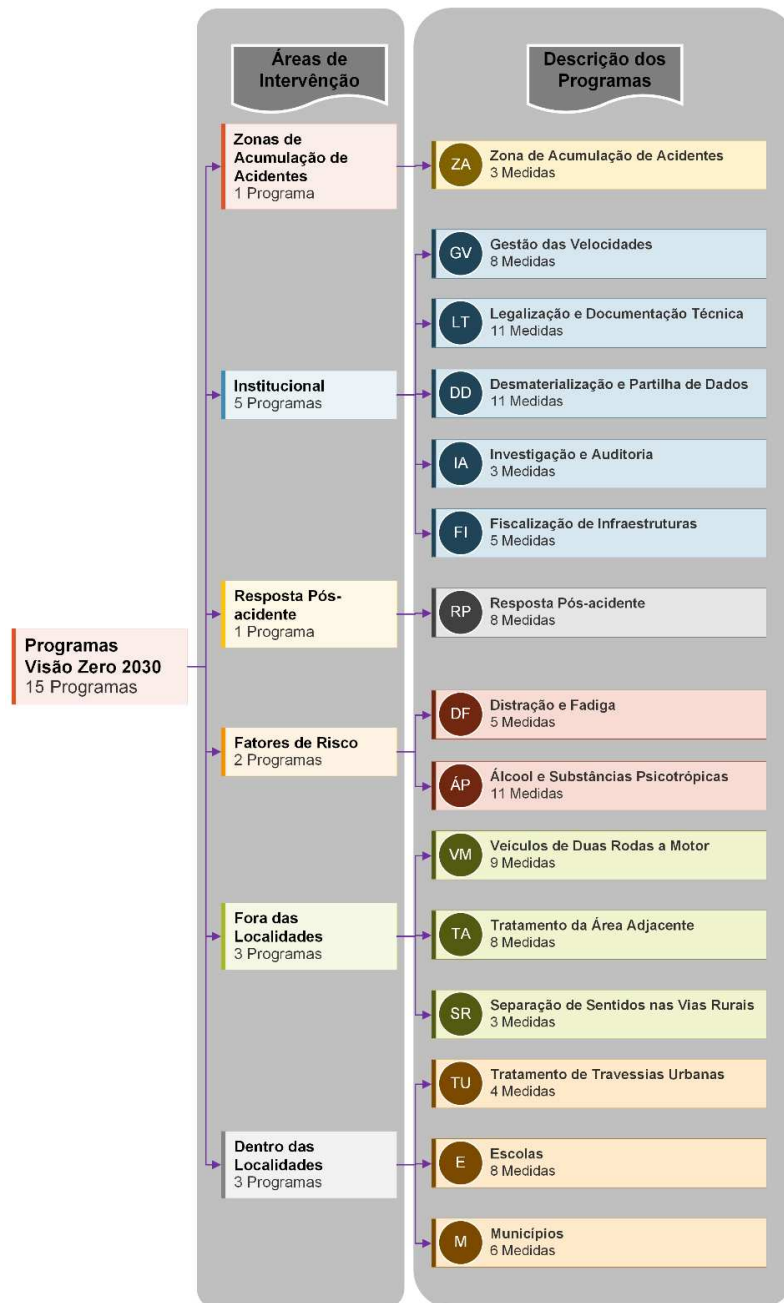 Áreas de
Intervênção
Descrição dos
Programas
Programas
Visão Zero 2030
15 Programas
Zonas de
Acumulação de
Acidentes
1 Programa
ZA
Zona de Acumulação de Acidentes
3 Medidas
Institucional
5 Programas
GV
Gestão das Velocidades
8 Medidas
LT
Legalização e Documentação Técnica
11 Medidas
DD
Desmaterialização e Partilha de Dados
11 Medidas
IA
Investigação e Auditoria
3 Medidas
FI
Fiscalização de Infraestruturas
5 Medidas
Resposta Pós-
acidente
1 Programa
RP
Resposta Pós-acidente
8 Medidas
Fatores de Risco
2 Programas
DF
Distração e Fadiga
5 Medidas
ÁP
Álcool e Substâncias Psicotrópicas
11 Medidas
Fora das
Localidades
3 Programas
VM
Veiculos de Duas Rodas a Motor
9 Medidas
TA
Tratamento da Área Adjacente
8 Medidas
SR
Separação de Sentidos nas Vias Rurais
3 Medidas
Dentro das
Localidades
3 Programas
TU
Tratamento de Travessias Urbanas
4 Medidas
E
Escolas
8 Medidas
M
Municípios
6 Medidas